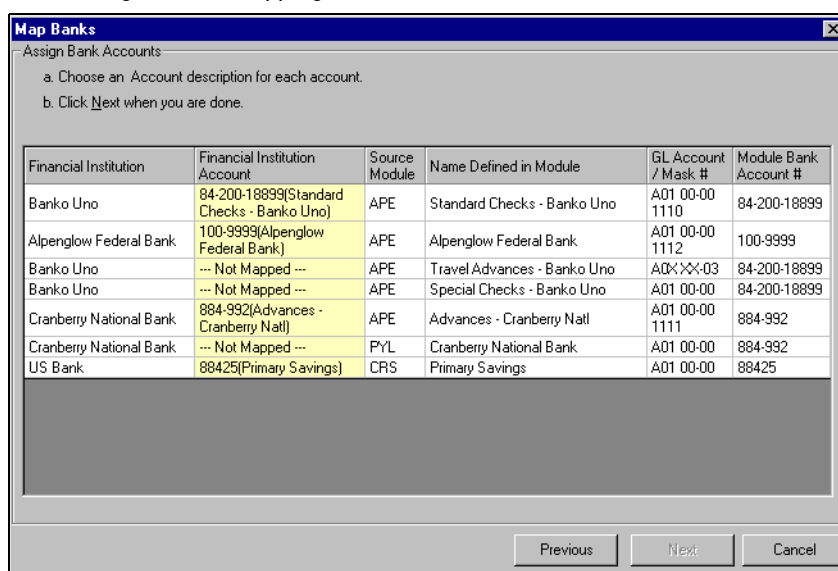 Map Banks
Assign Bank Accounts
a. Choose an Account description for each account.
b. Click Next when you are done.
Financial Institution Financial Institution Account Source Module Name Defined in Module GL Account / Mask # Module Bank Account #
Banko Uno 84-200-18899(Standard Checks - Banko Uno) APE Standard Checks - Banko Uno A01 00-00 1110 84-200-18899
Alpenglow Federal Bank 100-9999(Alpenglow Federal Bank) APE Alpenglow Federal Bank A01 00-00 1112 100-9999
Banko Uno --- Not Mapped --- APE Travel Advances - Banko Uno A0X XX-03 84-200-18899
Banko Uno --- Not Mapped --- APE Special Checks - Banko Uno A01 00-00 84-200-18899
Cranberry National Bank 884-992(Advances - Cranberry Natl) APE Advances - Cranberry Natl A01 00-00 1111 884-992
Cranberry National Bank --- Not Mapped --- PYL Cranberry National Bank A01 00-00 884-992
US Bank 88425(Primary Savings) CRS Primary Savings A01 00-00 88425
Previous Next Cancel